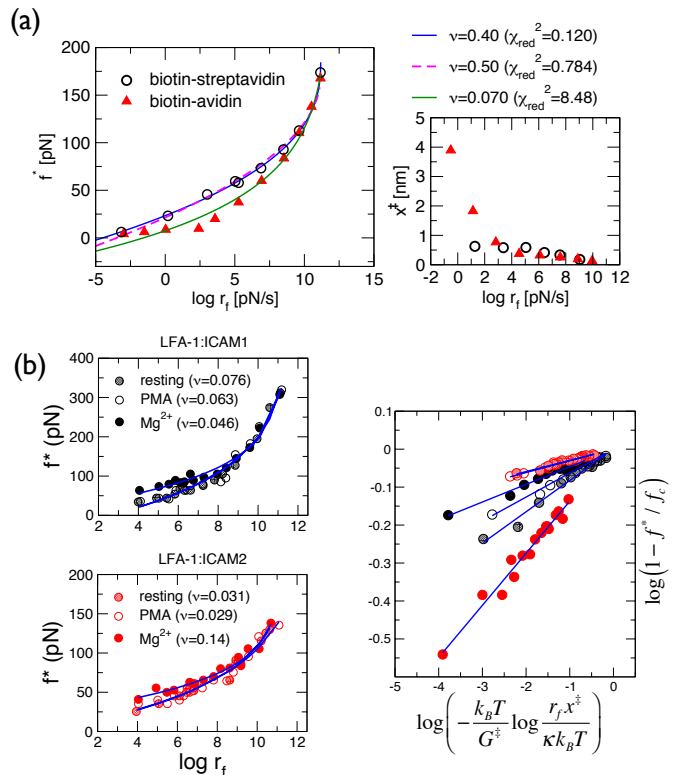 (a)
200
150
100
50
0
f* [pN]
biotin-streptavidin
biotin-avidin
-5 0 5 10 15
log r_f [pN/s]
ν=0.40 (χ_red²=0.120)
ν=0.50 (χ_red²=0.784)
ν=0.070 (χ_red²=8.48)
5
4
3
2
1
0
x‡ [nm]
-2 0 2 4 6 8 10 12
log r_f [pN/s]
(b)
LFA-1:ICAM1
400
300
200
100
0
f* (pN)
resting (ν=0.076)
PMA (ν=0.063)
Mg²⁺ (ν=0.046)
4 6 8 10 12
LFA-1:ICAM2
200
150
100
50
0
f* (pN)
resting (ν=0.031)
PMA (ν=0.029)
Mg²⁺ (ν=0.14)
2 4 6 8 10 12
log r_f
0.1
0
-0.1
-0.2
-0.3
-0.4
-0.5
log(1 − f* / f_c)
-5 -4 -3 -2 -1 0
log(−k_BT/G‡ log r_f x‡/κk_BT)